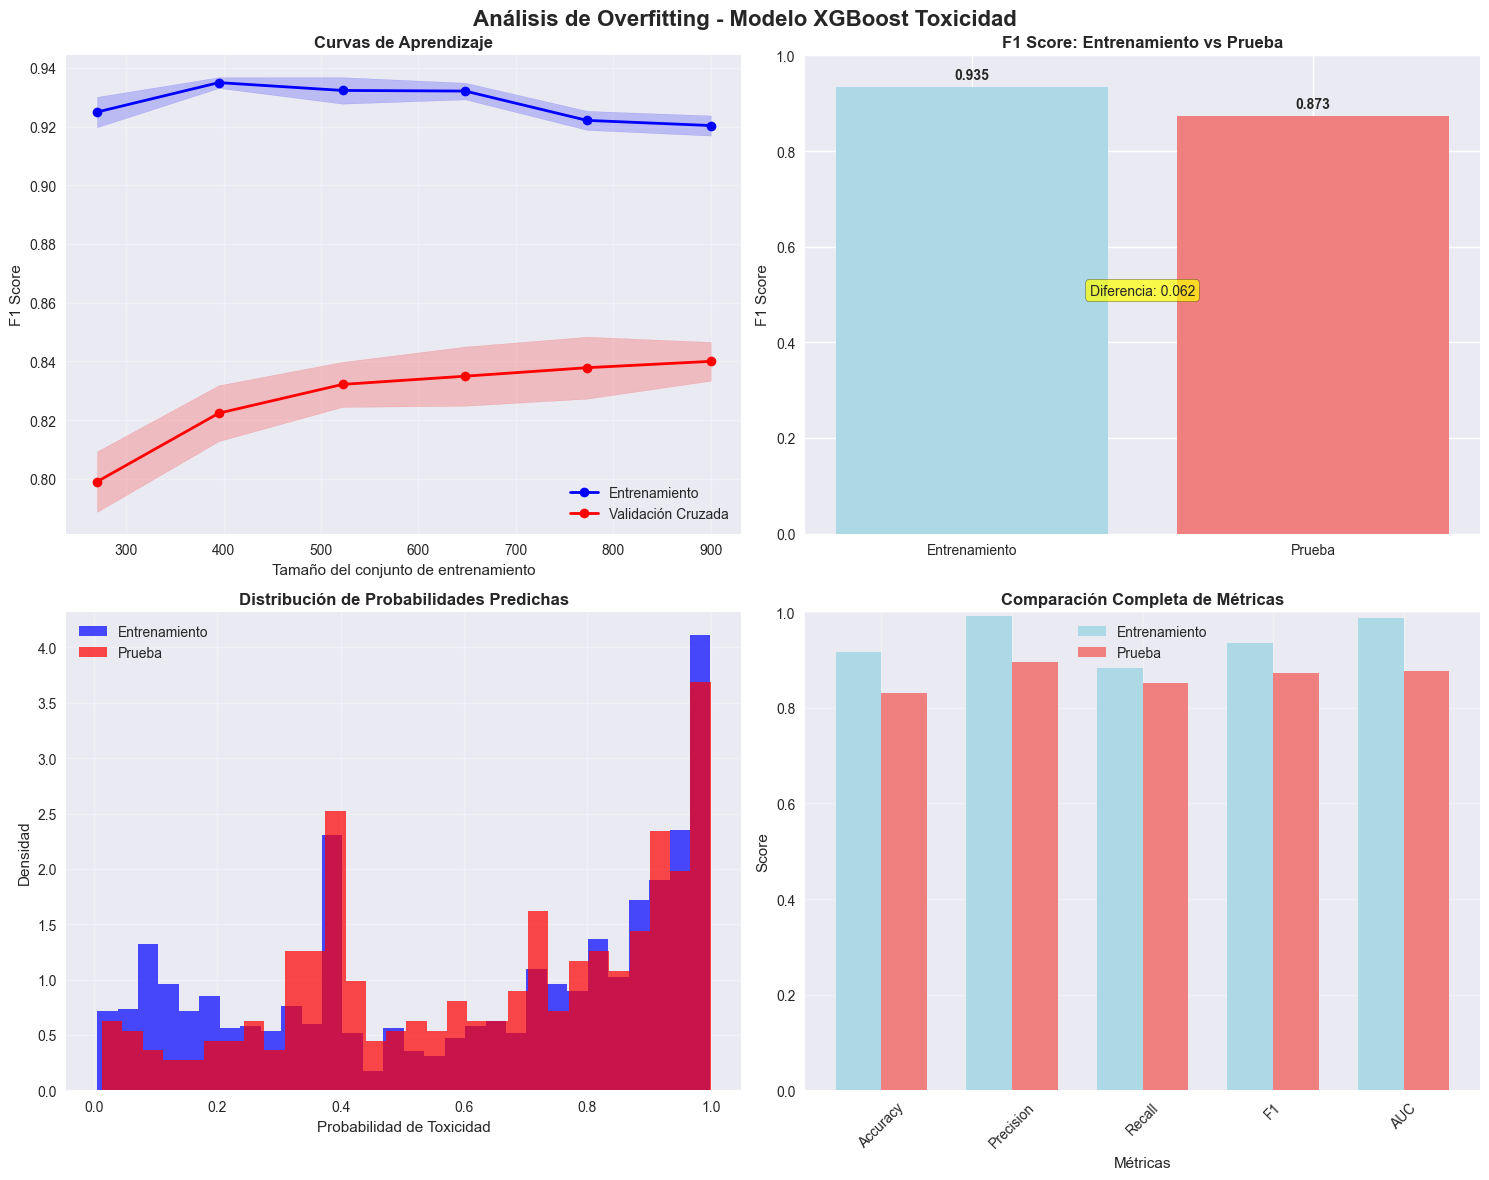 Análisis de Overfitting - Modelo XGBoost Toxicidad
Curvas de Aprendizaje
0.94
0.92
0.90
0.88
0.86
0.84
0.82
0.80
F1 Score
300 400 500 600 700 800 900
Tamaño del conjunto de entrenamiento
Entrenamiento
Validación Cruzada
F1 Score: Entrenamiento vs Prueba
1.0
0.8
0.6
0.4
0.2
0.0
F1 Score
0.935
0.873
Diferencia: 0.062
Entrenamiento Prueba
Distribución de Probabilidades Predichas
Entrenamiento
Prueba
4.0
3.5
3.0
2.5
2.0
1.5
1.0
0.5
0.0
Densidad
0.0 0.2 0.4 0.6 0.8 1.0
Probabilidad de Toxicidad
Comparación Completa de Métricas
Entrenamiento
Prueba
1.0
0.8
0.6
0.4
0.2
0.0
Score
Accuracy Precision Recall F1 AUC
Métricas